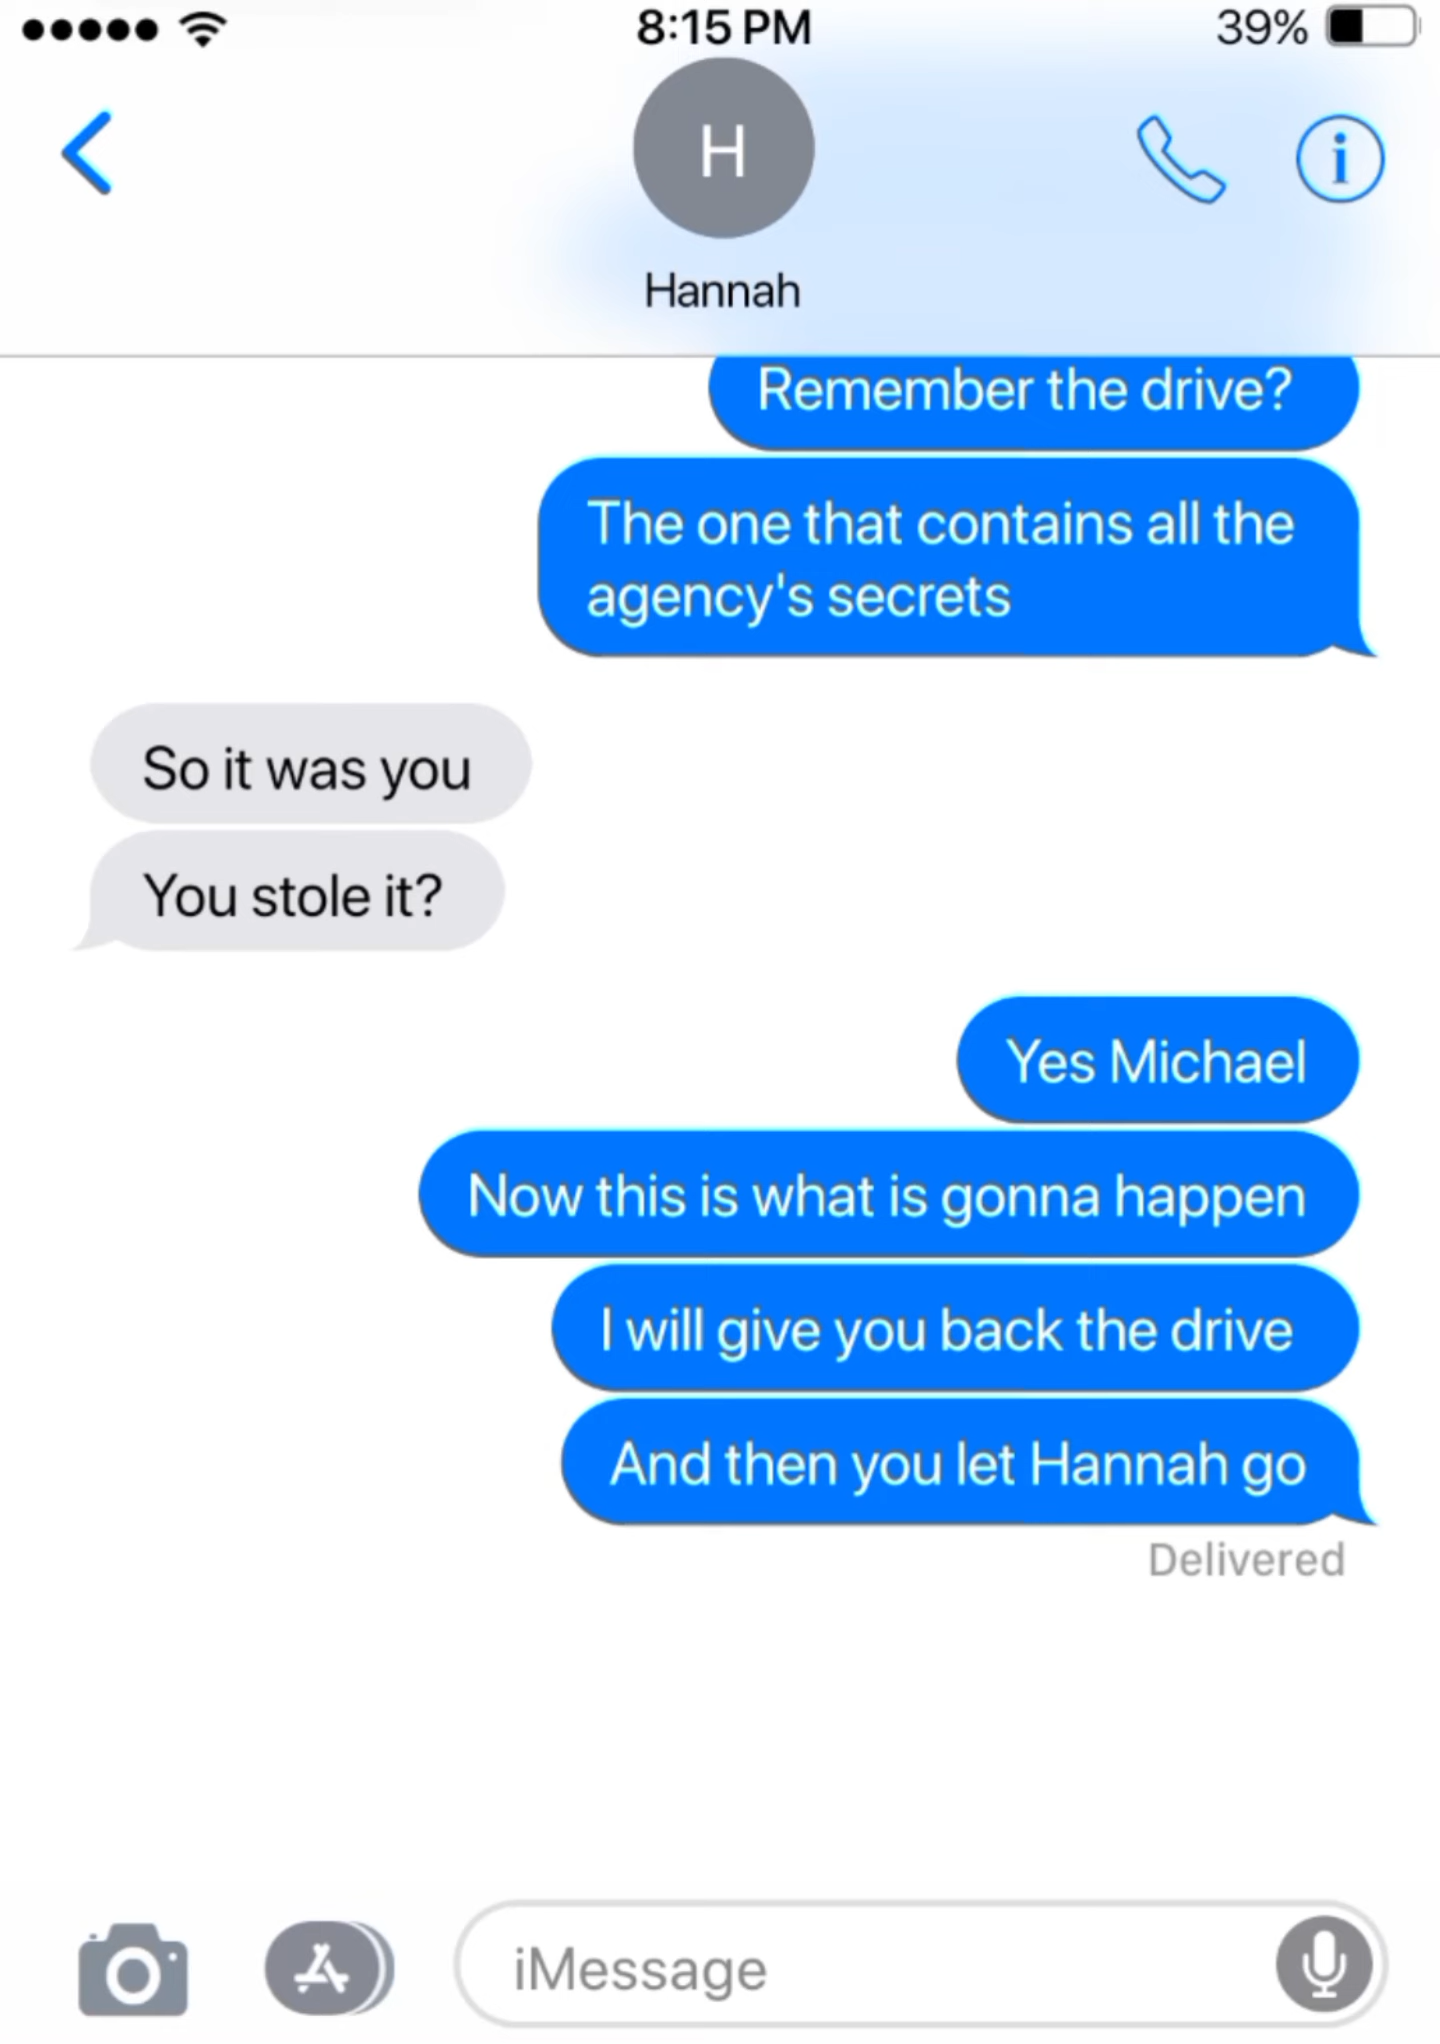 8:15 PM
39%
H
Hannah
Remember the drive?
The one that contains all the
agency's secrets
So it was you
You stole it?
Yes Michael
Now this is what is gonna happen
I will give you back the drive
And then you let Hannah go
Delivered
iMessage